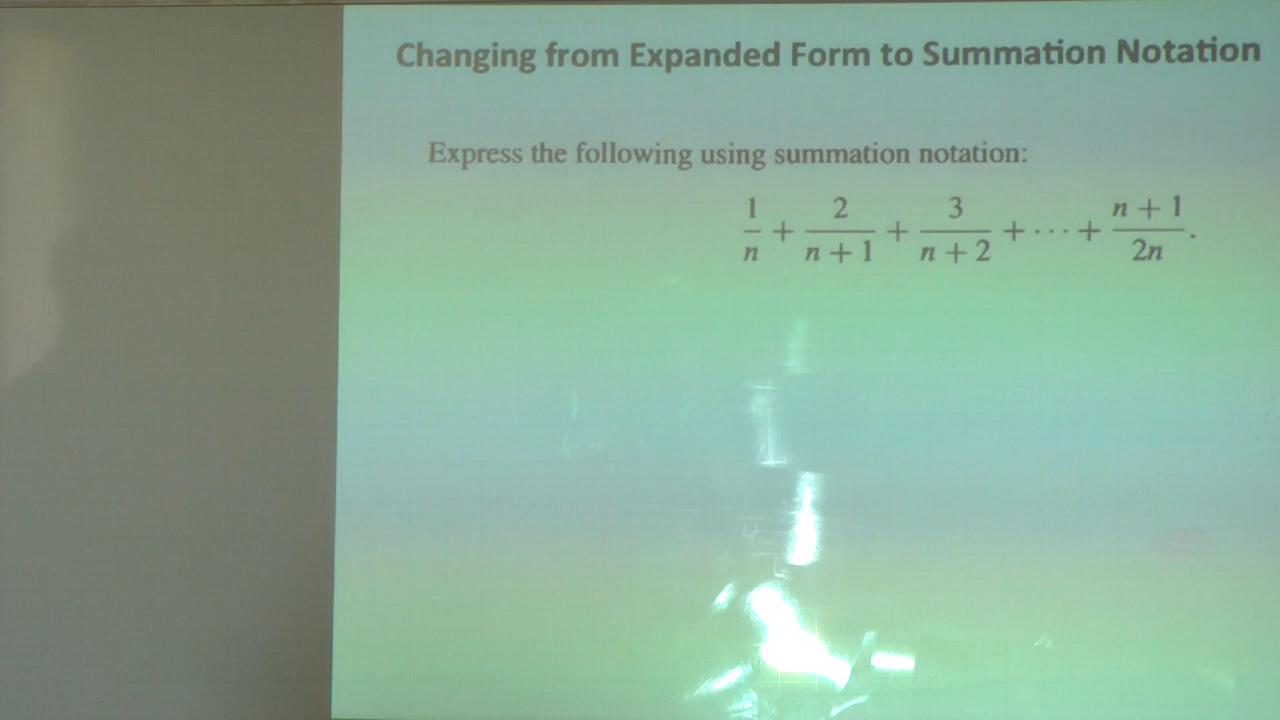 Changing from Expanded Form to Summation Notation
Express the following using summation notation:
1/n + 2/(n + 1) + 3/(n + 2) + ··· + (n + 1)/2n.